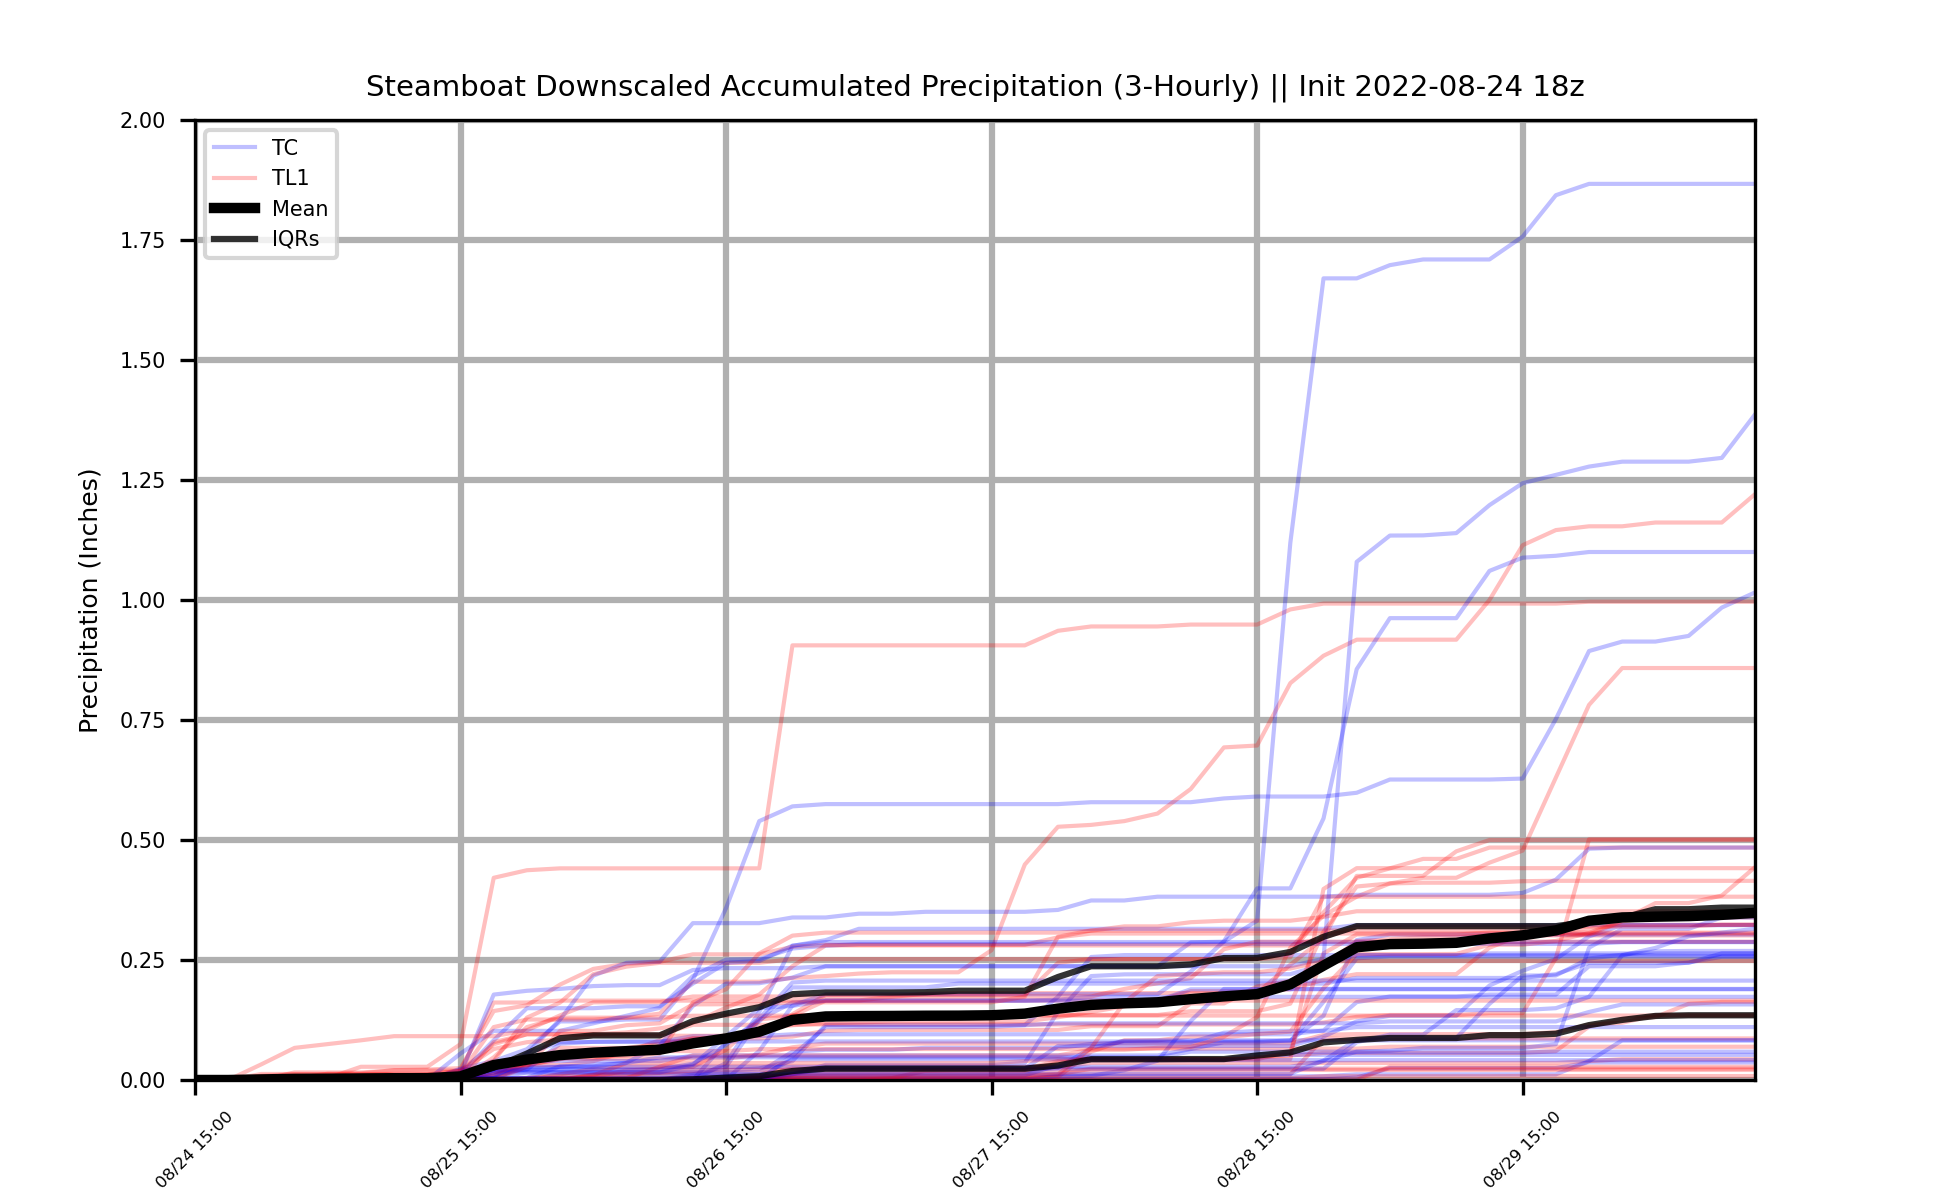 Steamboat Downscaled Accumulated Precipitation (3-Hourly) || Init 2022-08-24 18z
2.00
1.75
1.50
1.25
1.00
0.75
0.50
0.25
0.00
Precipitation (Inches)
TC
TL1
Mean
IQRs
08/24 15:00
08/25 15:00
08/26 15:00
08/27 15:00
08/28 15:00
08/29 15:00